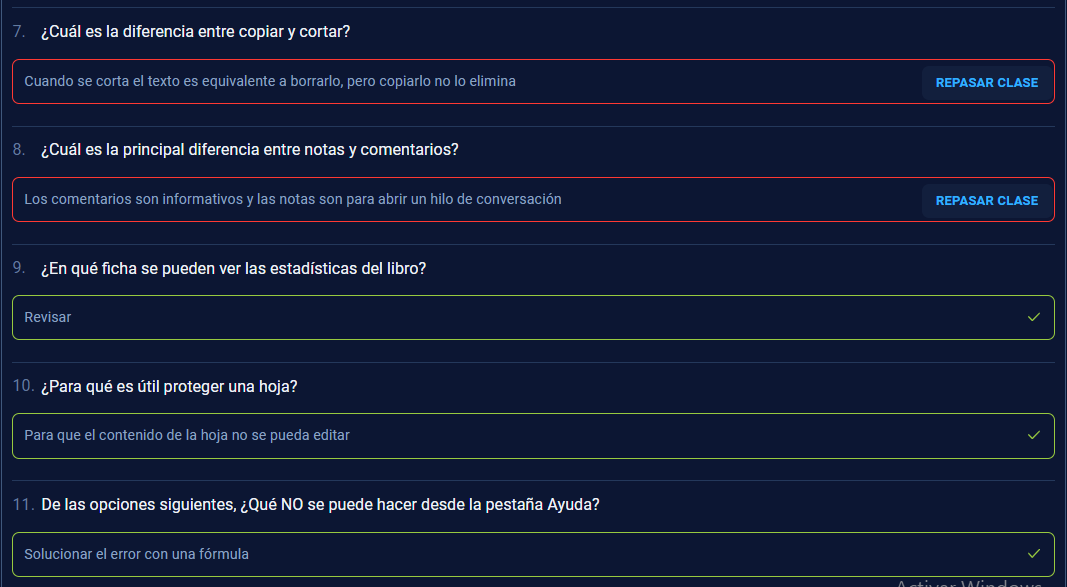 7. ¿Cuál es la diferencia entre copiar y cortar?
Cuando se corta el texto es equivalente a borrarlo, pero copiarlo no lo elimina
REPASAR CLASE
8. ¿Cuál es la principal diferencia entre notas y comentarios?
Los comentarios son informativos y las notas son para abrir un hilo de conversación
REPASAR CLASE
9. ¿En qué ficha se pueden ver las estadísticas del libro?
Revisar
10. ¿Para qué es útil proteger una hoja?
Para que el contenido de la hoja no se pueda editar
11. De las opciones siguientes, ¿Qué NO se puede hacer desde la pestaña Ayuda?
Solucionar el error con una fórmula
Activar Windows